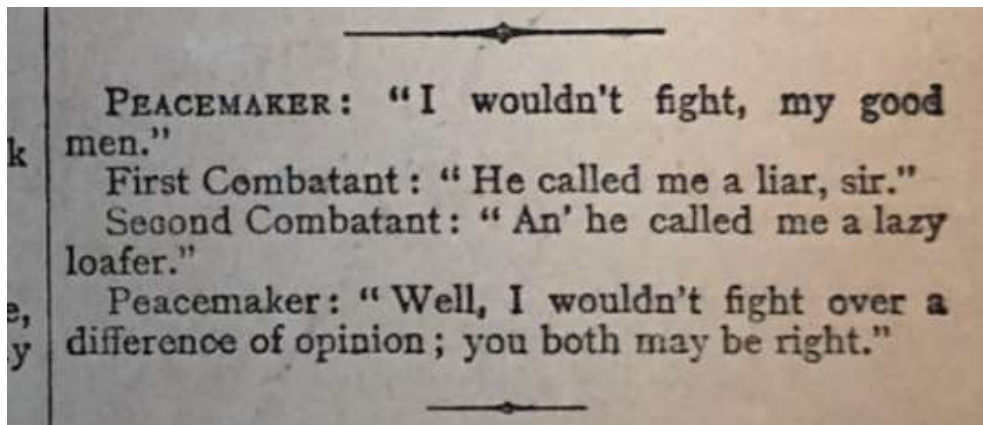 PEACEMAKER: "I wouldn't fight, my good
men."
First Combatant: "He called me a liar, sir."
Second Combatant: "An' he called me a lazy
loafer."
Peacemaker: "Well, I wouldn't fight over a
difference of opinion; you both may be right."
k
e,
y